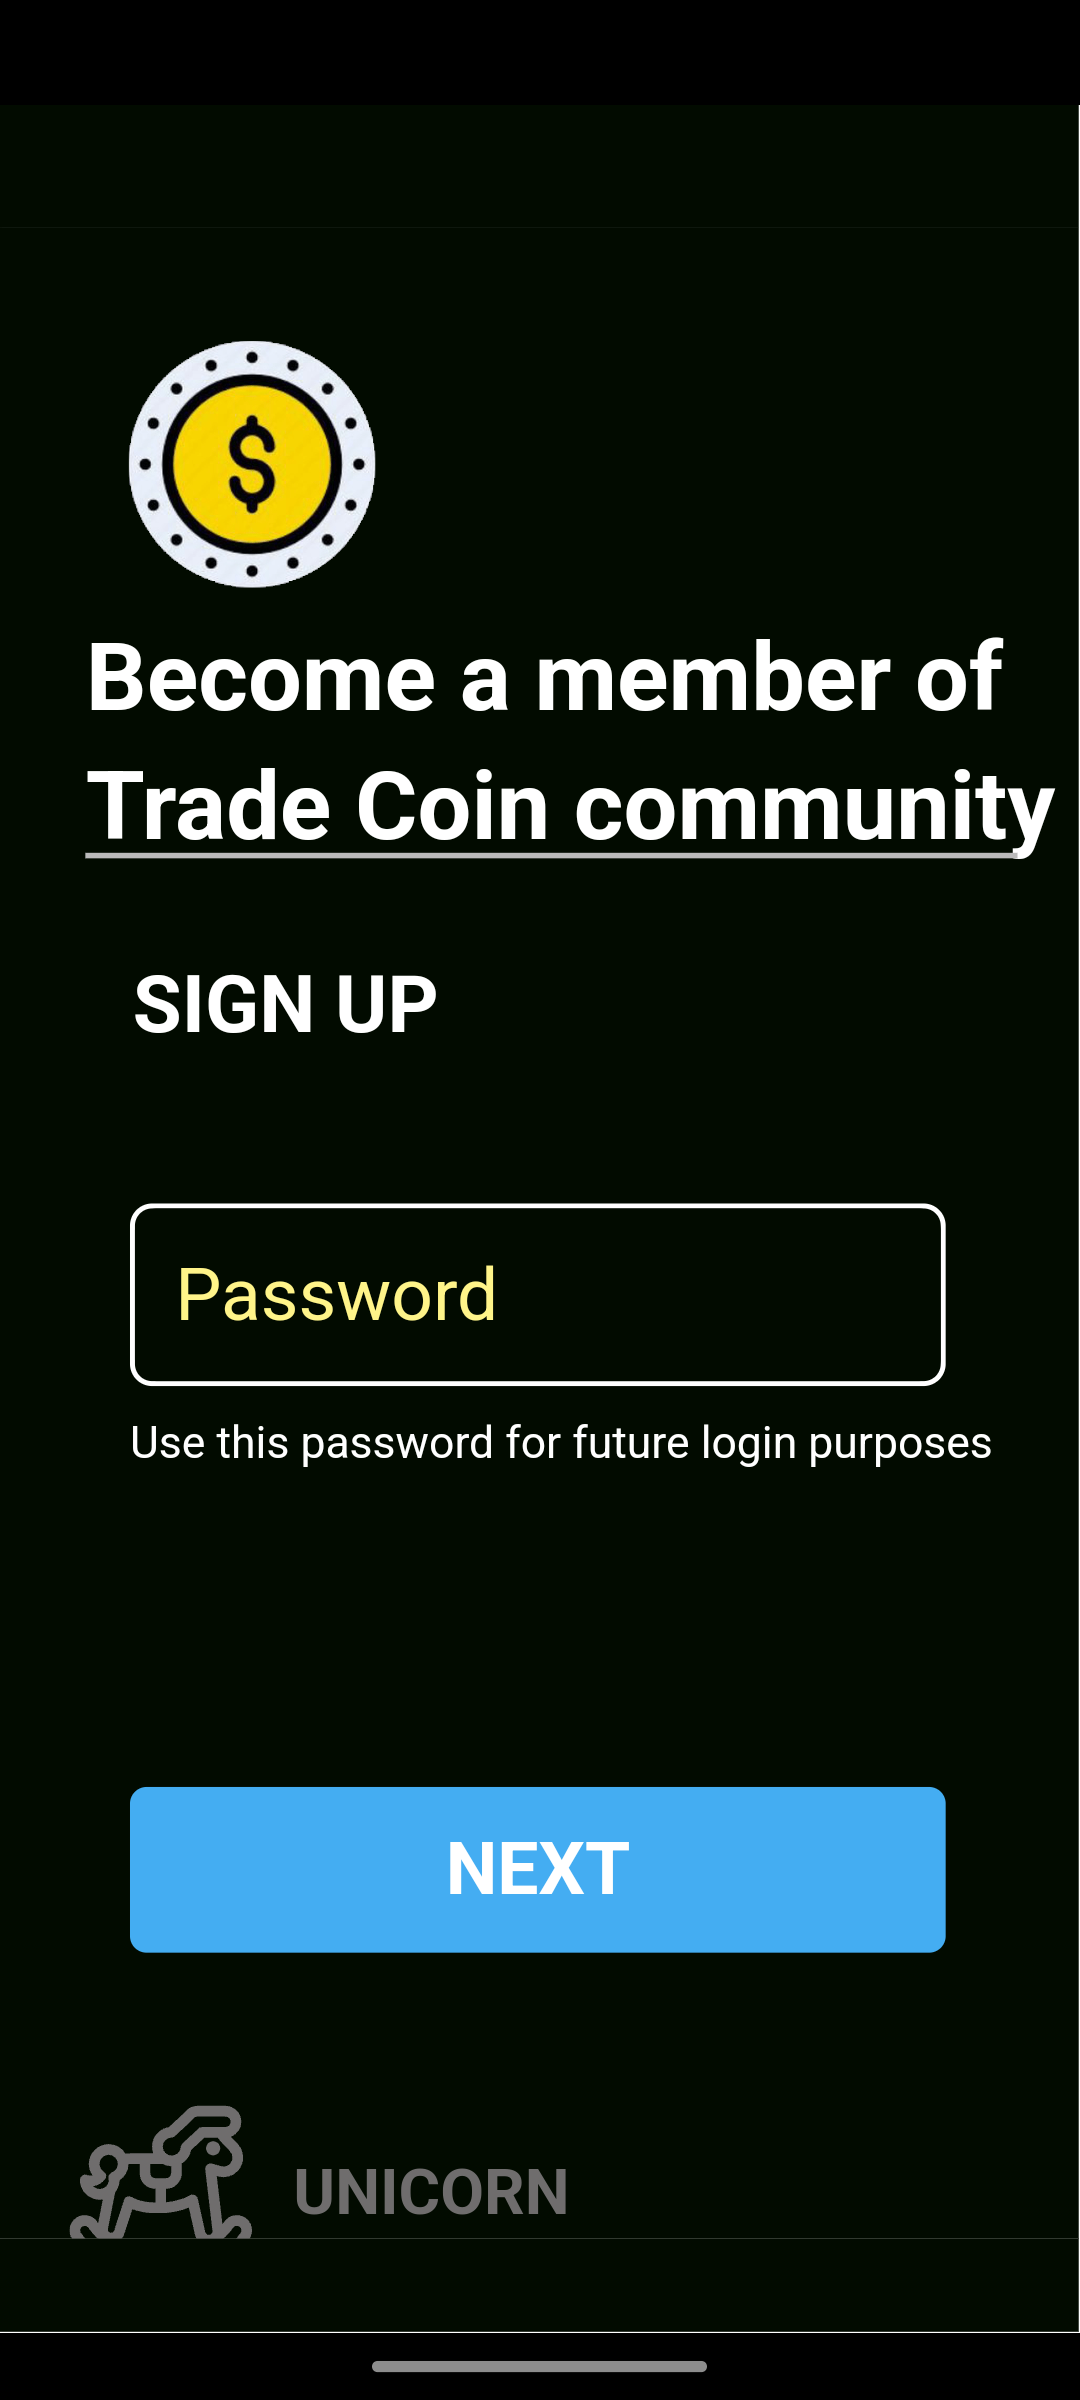 $
Become a member of
Trade Coin community
SIGN UP
Password
Use this password for future login purposes
NEXT
UNICORN